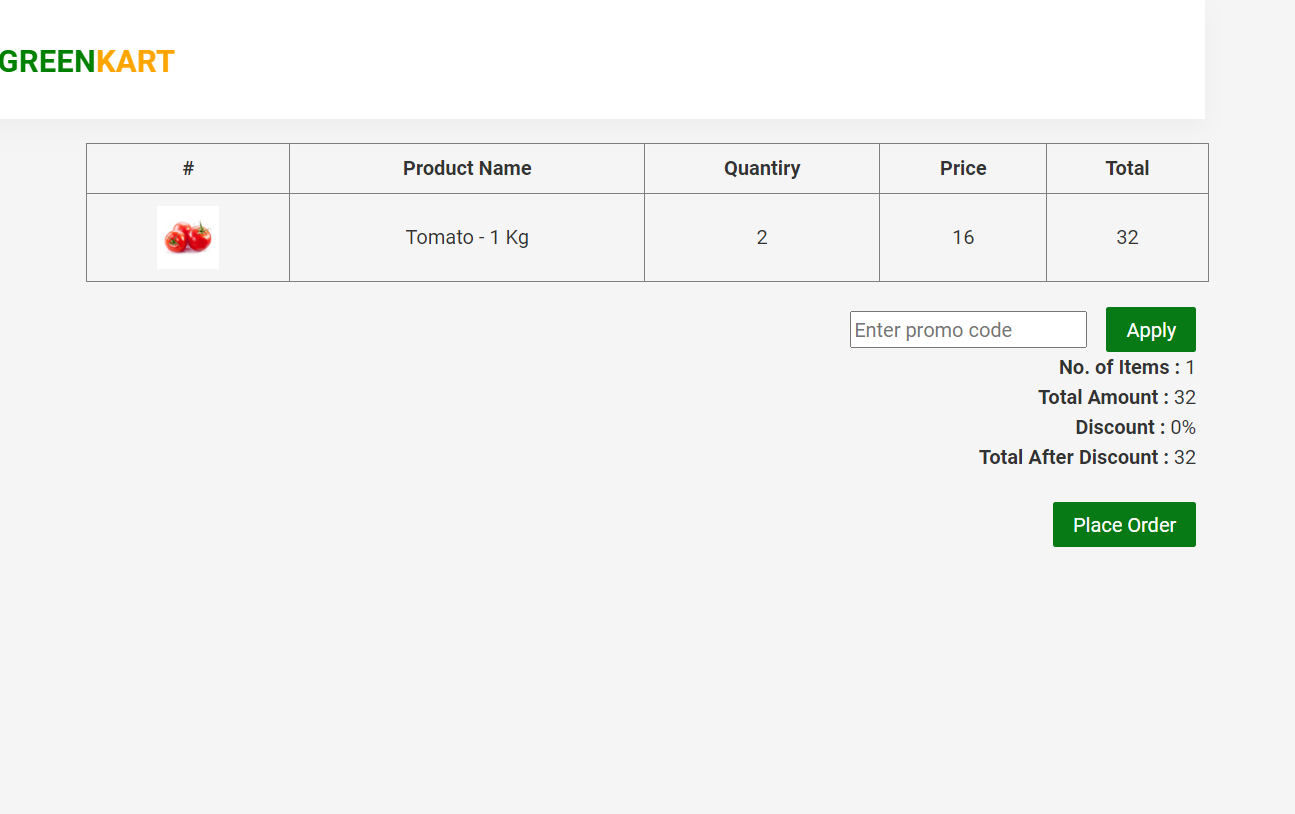 GREENKART
# Product Name Quantiry Price Total
Tomato - 1 Kg 2 16 32
Enter promo code Apply
No. of Items : 1
Total Amount : 32
Discount : 0%
Total After Discount : 32
Place Order